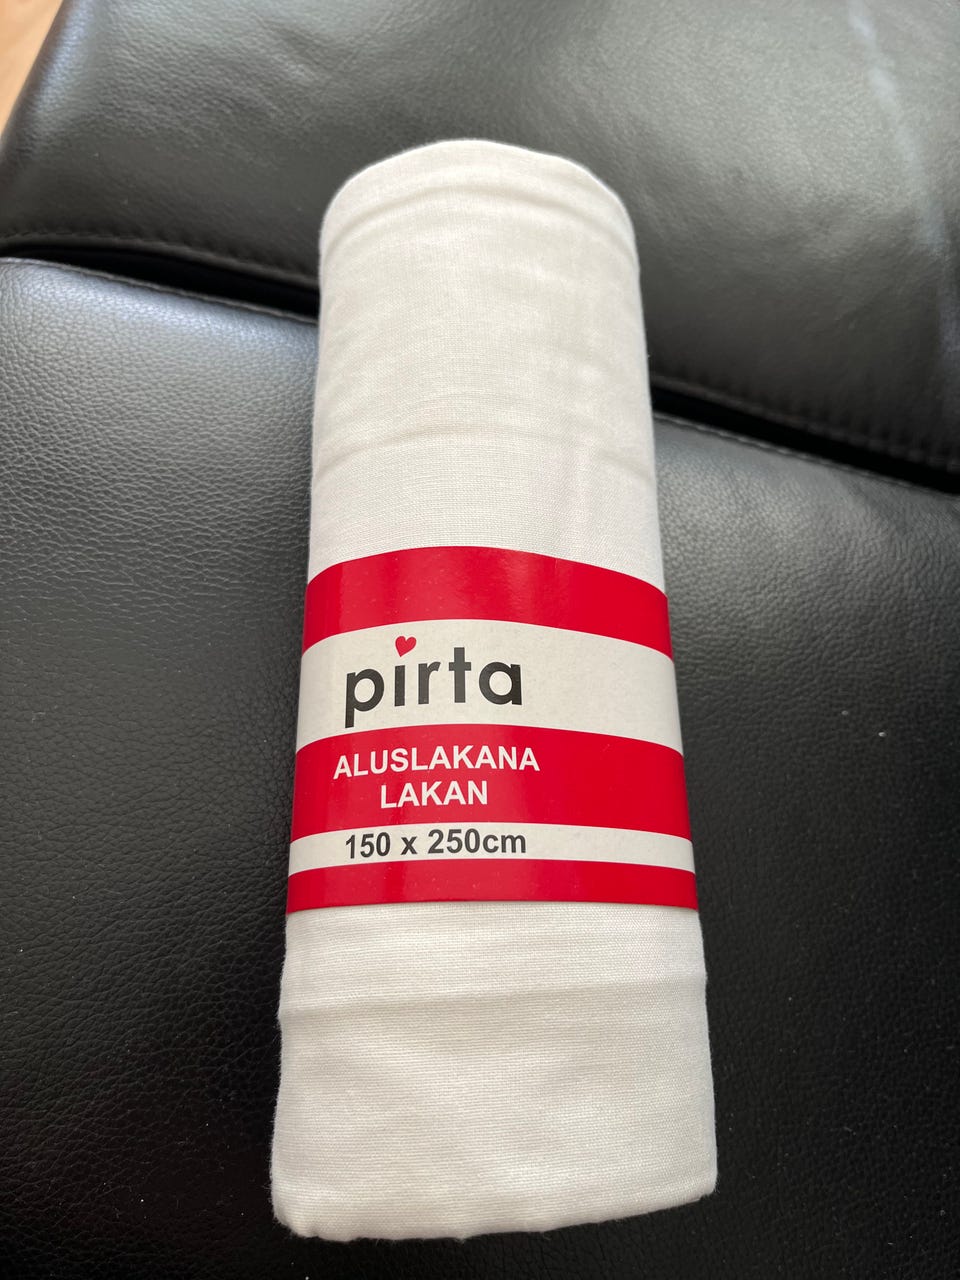 pirta
ALUSLAKANA
LAKAN
150 x 250cm